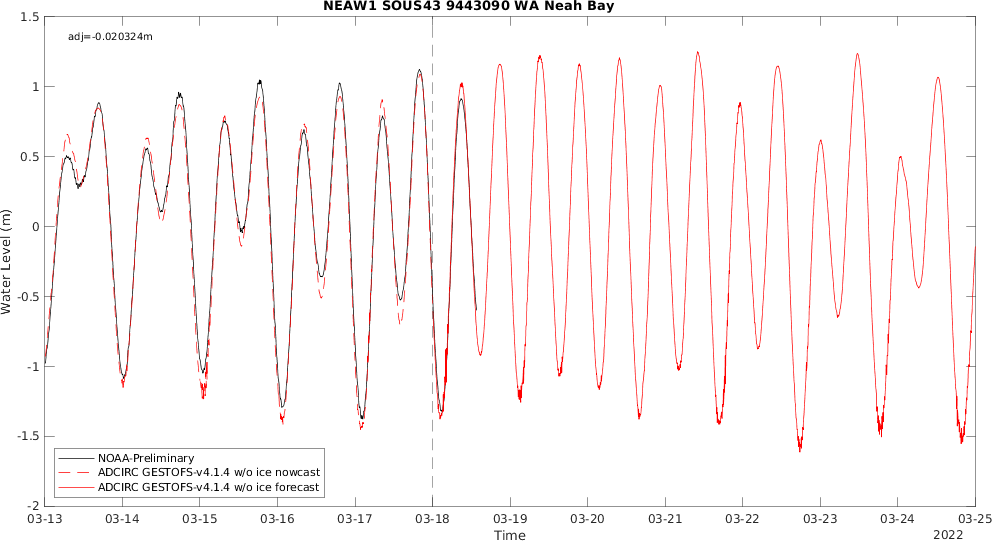 NEAW1 SOUS43 9443090 WA Neah Bay
adj=-0.020324m
1.5
1
0.5
0
-0.5
-1
-1.5
-2
Water Level (m)
NOAA-Preliminary
ADCIRC GESTOFS-v4.1.4 w/o ice nowcast
ADCIRC GESTOFS-v4.1.4 w/o ice forecast
03-13 03-14 03-15 03-16 03-17 03-18 03-19 03-20 03-21 03-22 03-23 03-24 03-25
Time
2022